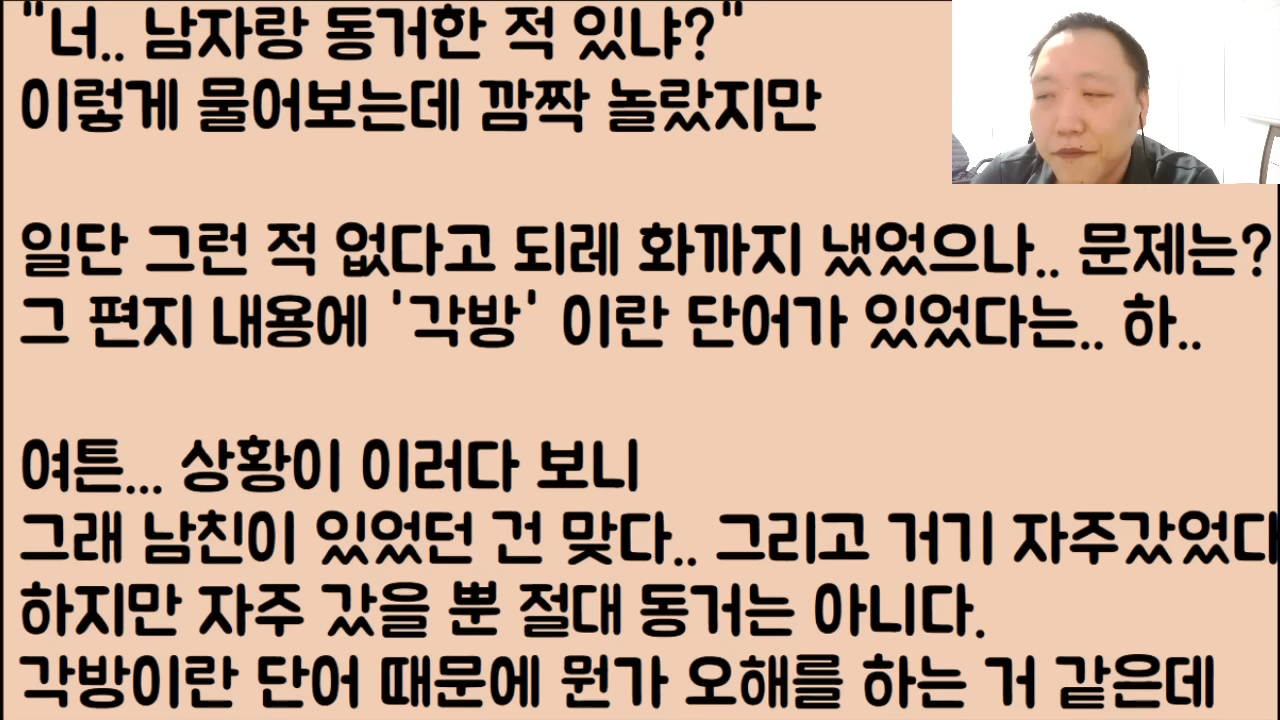 "너.. 남자랑 동거한 적 있냐?"
이렇게 물어보는데 깜짝 놀랐지만
일단 그런 적 없다고 되레 화까지 냈었으나.. 문제는?
그 편지 내용에 '각방' 이란 단어가 있었다는.. 하..
여튼... 상황이 이러다 보니
그래 남친이 있었던 건 맞다.. 그리고 거기 자주갔었다
하지만 자주 갔을 뿐 절대 동거는 아니다.
각방이란 단어 때문에 뭔가 오해를 하는 거 같은데